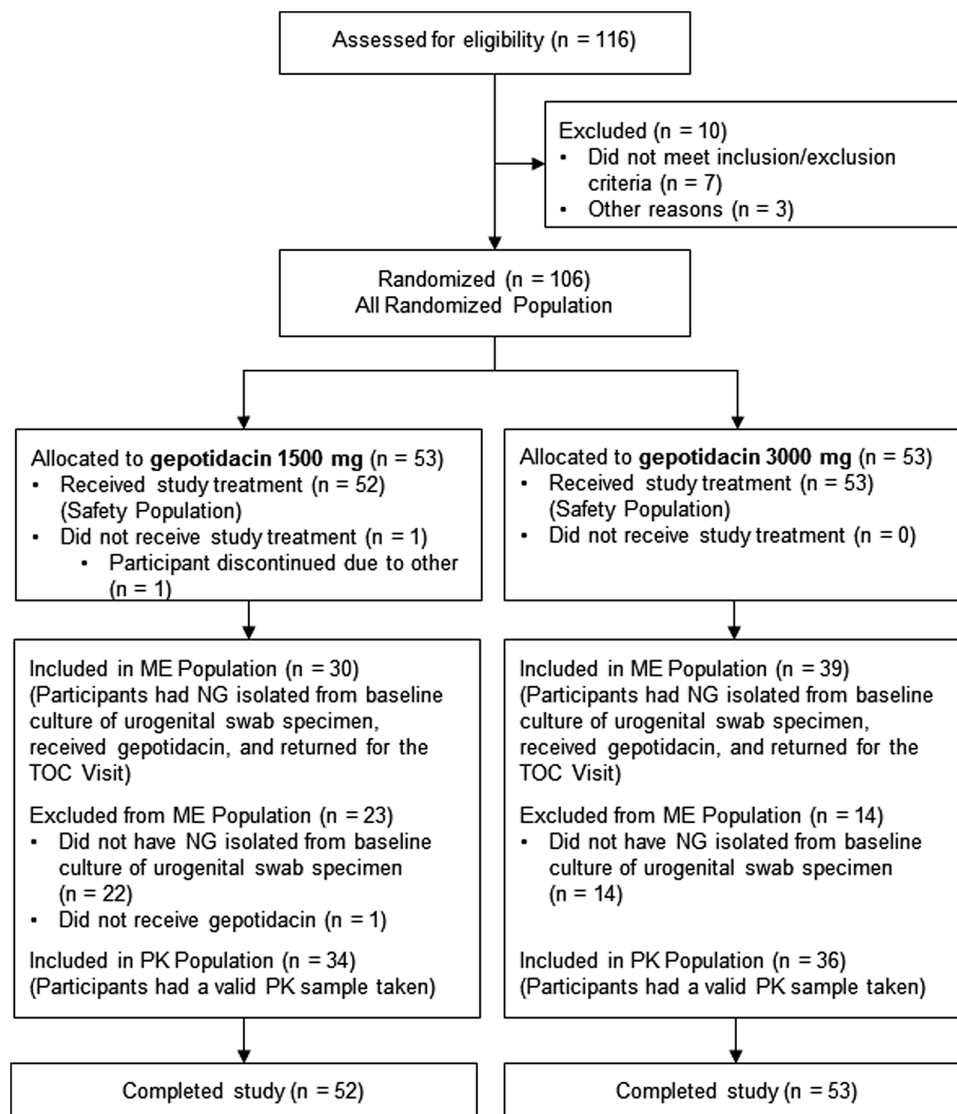 Assessed for eligibility (n = 116)
Excluded (n = 10)
• Did not meet inclusion/exclusion
criteria (n = 7)
• Other reasons (n = 3)
Randomized (n = 106)
All Randomized Population
Allocated to gepotidacin 1500 mg (n = 53)
• Received study treatment (n = 52)
(Safety Population)
• Did not receive study treatment (n = 1)
• Participant discontinued due to other
(n = 1)
Allocated to gepotidacin 3000 mg (n = 53)
• Received study treatment (n = 53)
(Safety Population)
• Did not receive study treatment (n = 0)
Included in ME Population (n = 30)
(Participants had NG isolated from baseline
culture of urogenital swab specimen,
received gepotidacin, and returned for the
TOC Visit)
Excluded from ME Population (n = 23)
• Did not have NG isolated from baseline
culture of urogenital swab specimen
(n = 22)
• Did not receive gepotidacin (n = 1)
Included in PK Population (n = 34)
(Participants had a valid PK sample taken)
Included in ME Population (n = 39)
(Participants had NG isolated from baseline
culture of urogenital swab specimen,
received gepotidacin, and returned for the
TOC Visit)
Excluded from ME Population (n = 14)
• Did not have NG isolated from baseline
culture of urogenital swab specimen
(n = 14)
Included in PK Population (n = 36)
(Participants had a valid PK sample taken)
Completed study (n = 52)
Completed study (n = 53)